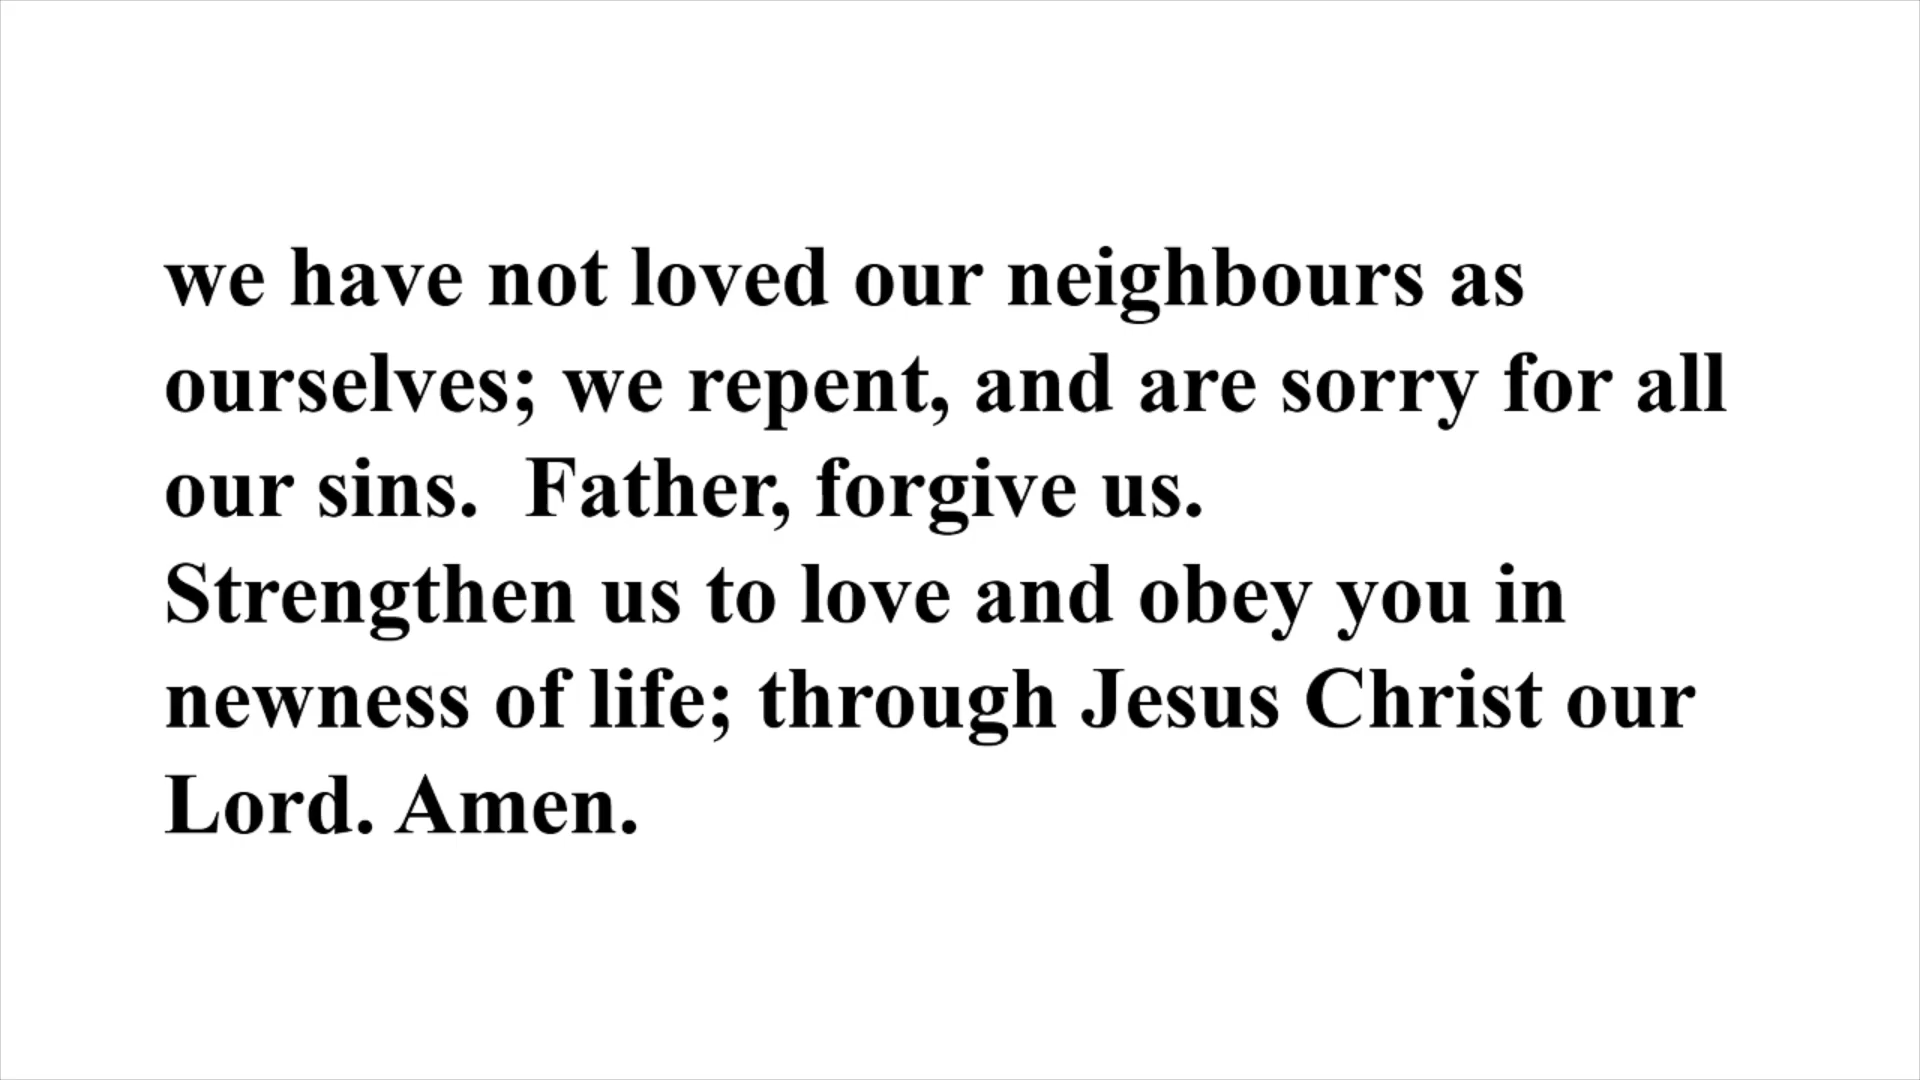 we have not loved our neighbours as
ourselves; we repent, and are sorry for all
our sins.  Father, forgive us.
Strengthen us to love and obey you in
newness of life; through Jesus Christ our
Lord. Amen.